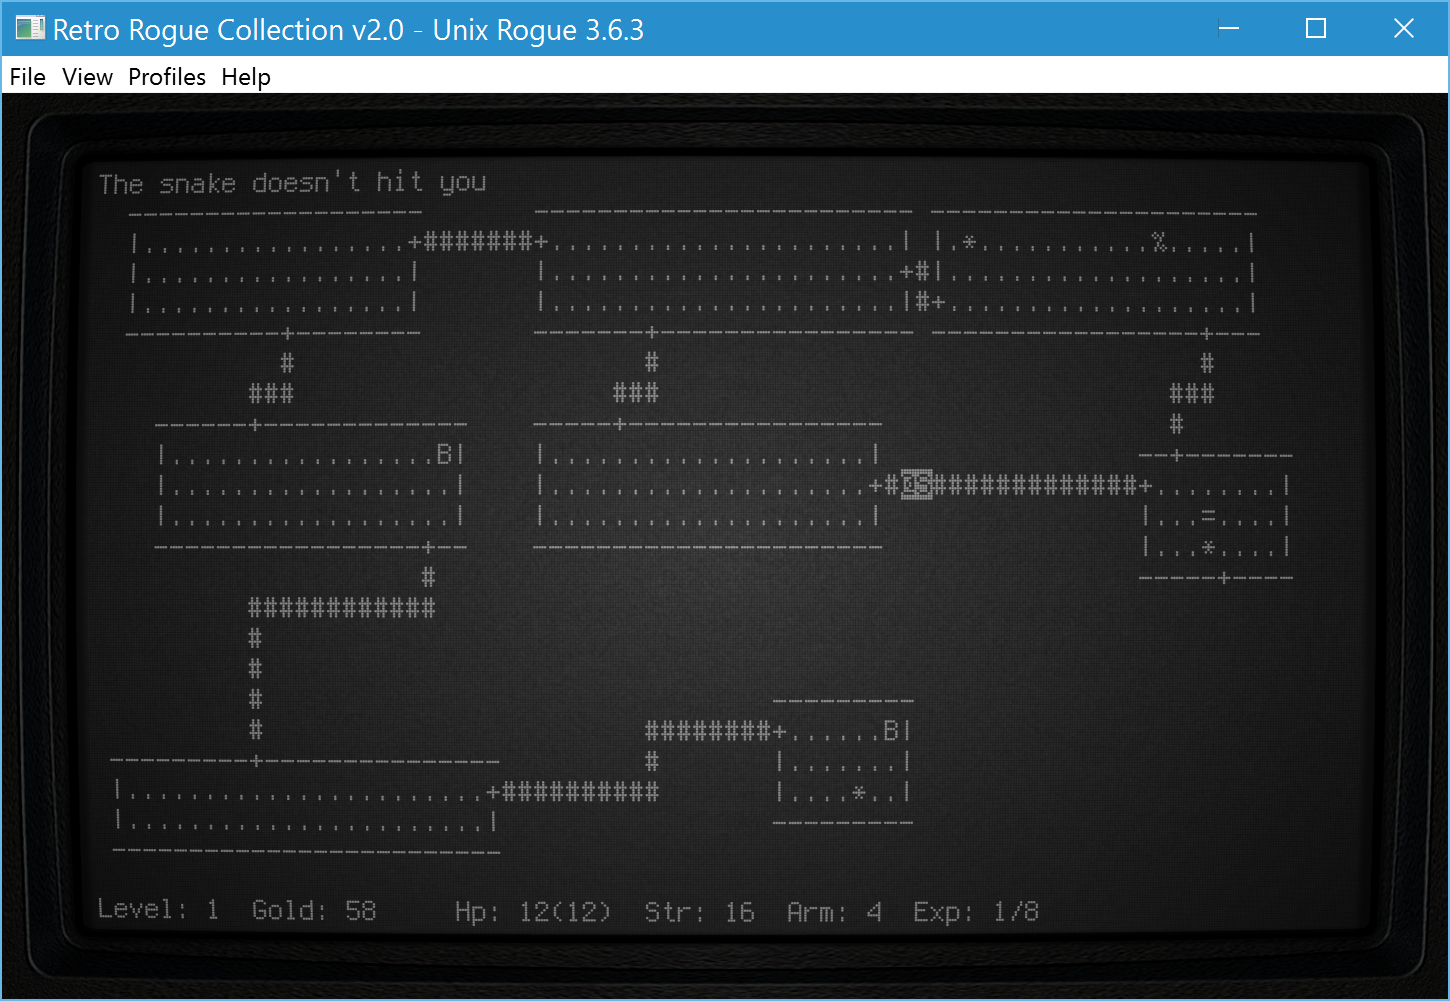 Retro Rogue Collection v2.0 - Unix Rogue 3.6.3
File View Profiles Help
The snake doesn't hit you
Level: 1 Gold: 58 Hp: 12(12) Str: 16 Arm: 4 Exp: 1/8